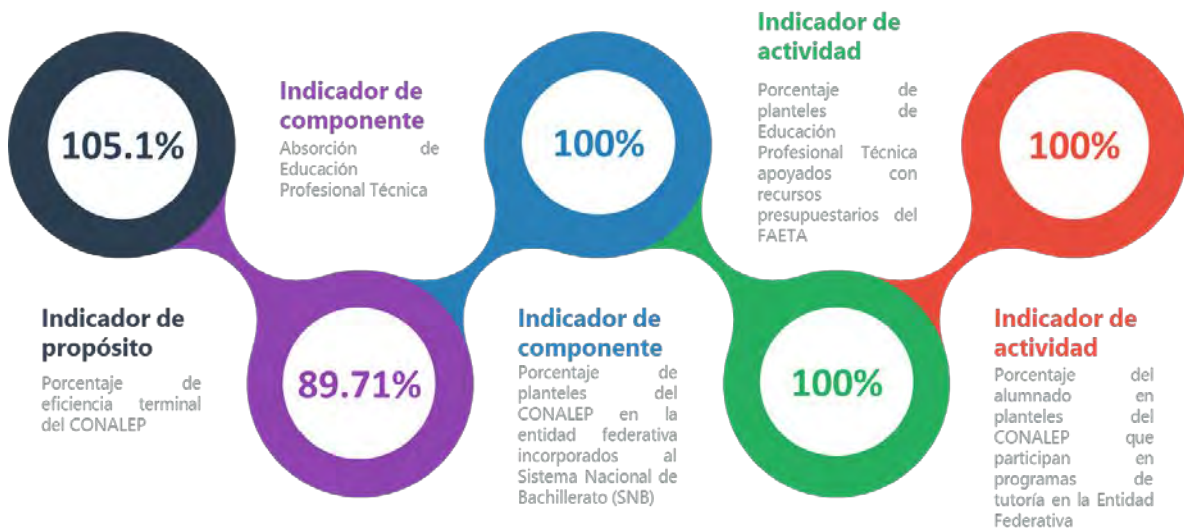 105.1%
Indicador de
propósito
Porcentaje de
eficiencia terminal
del CONALEP
Indicador de
componente
Absorción de
Educación
Profesional Técnica
89.71%
100%
Indicador de
componente
Porcentaje de
planteles del
CONALEP en la
entidad federativa
incorporados al
Sistema Nacional de
Bachillerato (SNB)
Indicador de
actividad
Porcentaje de
planteles de
Educación
Profesional Técnica
apoyados con
recursos
presupuestarios del
FAETA
100%
100%
Indicador de
actividad
Porcentaje del
alumnado en
planteles del
CONALEP que
participan en
programas de
tutoría en la Entidad
Federativa